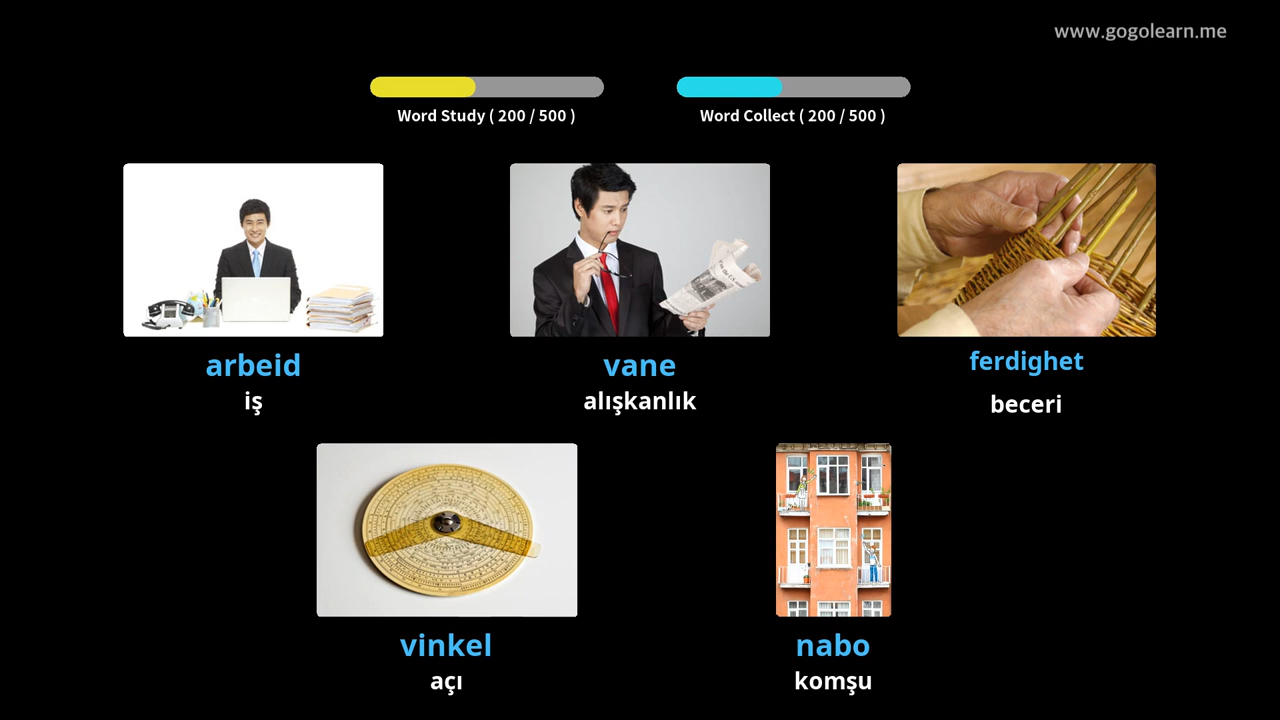 www.gogolearn.me
Word Study ( 200 / 500 )
Word Collect ( 200 / 500 )
arbeid
iş
vane
alışkanlık
ferdighet
beceri
vinkel
açı
nabo
komşu